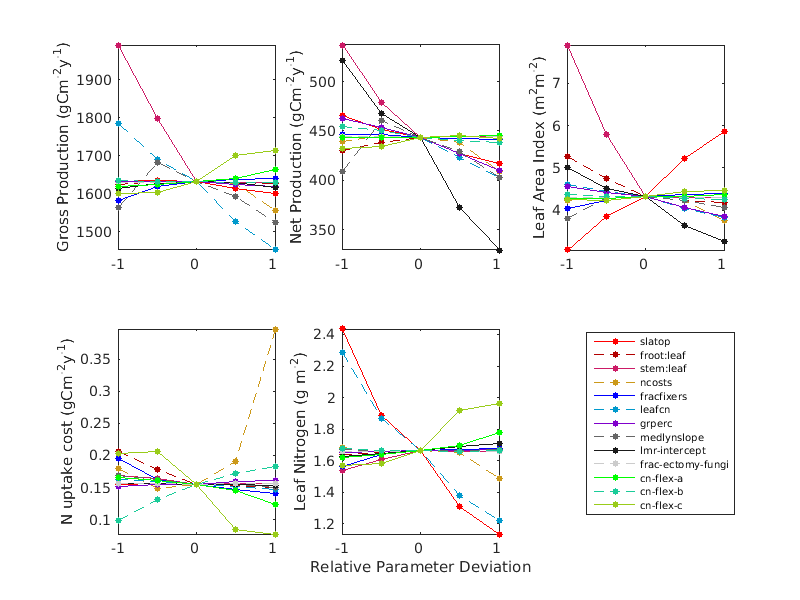 Gross Production (gCm⁻²y⁻¹)
1900
1800
1700
1600
1500
-1 0 1
Net Production (gCm⁻²y⁻¹)
500
450
400
350
-1 0 1
Leaf Area Index (m²m⁻²)
7
6
5
4
-1 0 1
N uptake cost (gCm⁻²y⁻¹)
0.35
0.3
0.25
0.2
0.15
0.1
-1 0 1
Leaf Nitrogen (g m⁻²)
2.4
2.2
2
1.8
1.6
1.4
1.2
-1 0 1
Relative Parameter Deviation
slatop
froot:leaf
stem:leaf
ncosts
fracfixers
leafcn
grperc
medlynslope
lmr-intercept
frac-ectomy-fungi
cn-flex-a
cn-flex-b
cn-flex-c